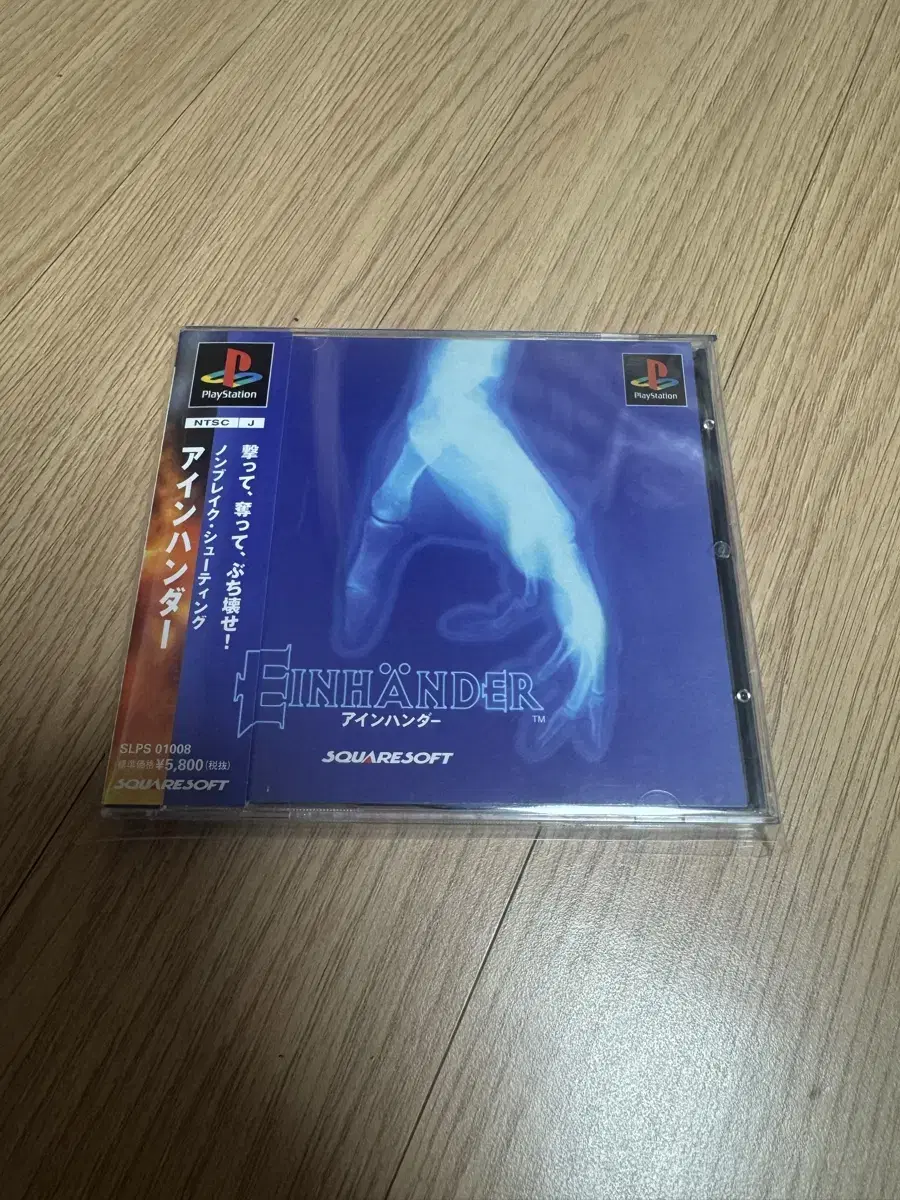 PlayStation
NTSC J
撃って、奪って、ぶち壊せ!
ノンブレイク・シューティング
アインハンダー
SLPS 01008
標準価格¥5,800(税抜)
SQUARESOFT
PlayStation
EINHÄNDER
TM
アインハンダー
SQUARESOFT